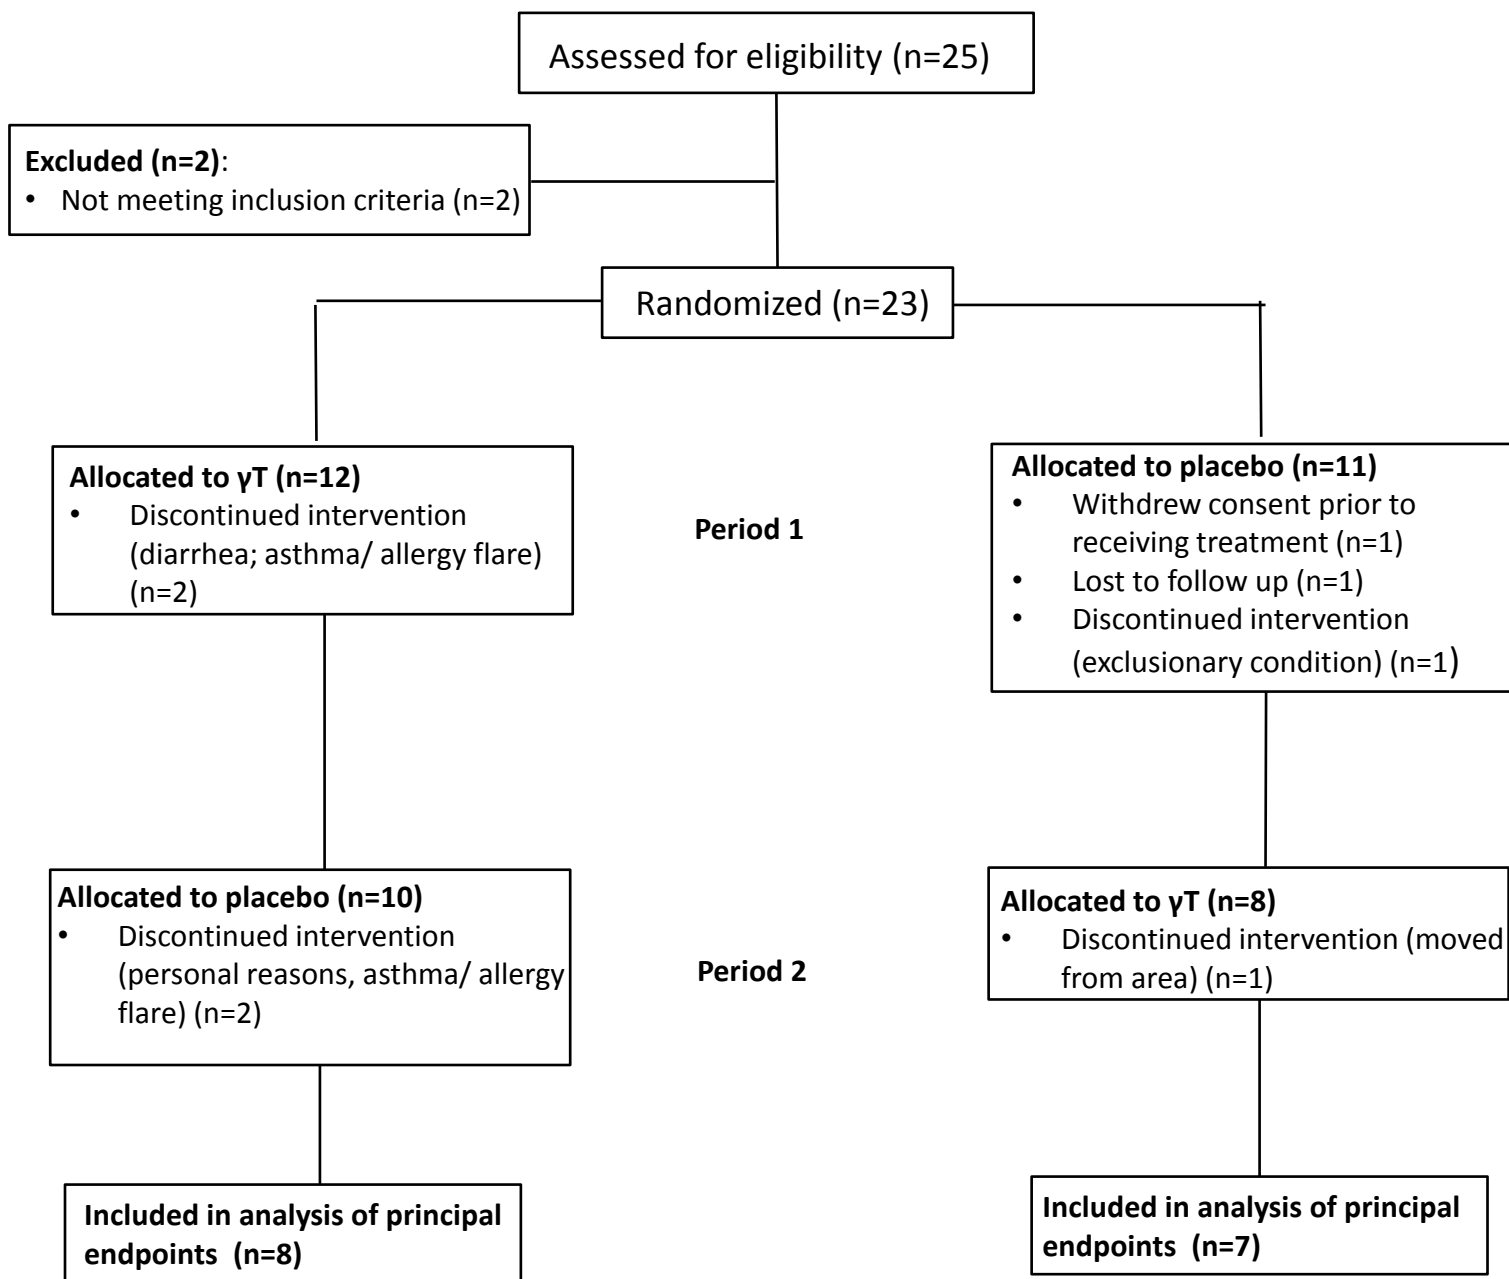 Assessed for eligibility (n=25)
Excluded (n=2):
• Not meeting inclusion criteria (n=2)
Randomized (n=23)
Allocated to γT (n=12)
• Discontinued intervention
(diarrhea; asthma/ allergy flare)
(n=2)
Period 1
Allocated to placebo (n=11)
• Withdrew consent prior to
receiving treatment (n=1)
• Lost to follow up (n=1)
• Discontinued intervention
(exclusionary condition) (n=1)
Allocated to placebo (n=10)
• Discontinued intervention
(personal reasons, asthma/ allergy
flare) (n=2)
Period 2
Allocated to γT (n=8)
• Discontinued intervention (moved
from area) (n=1)
Included in analysis of principal
endpoints (n=8)
Included in analysis of principal
endpoints (n=7)